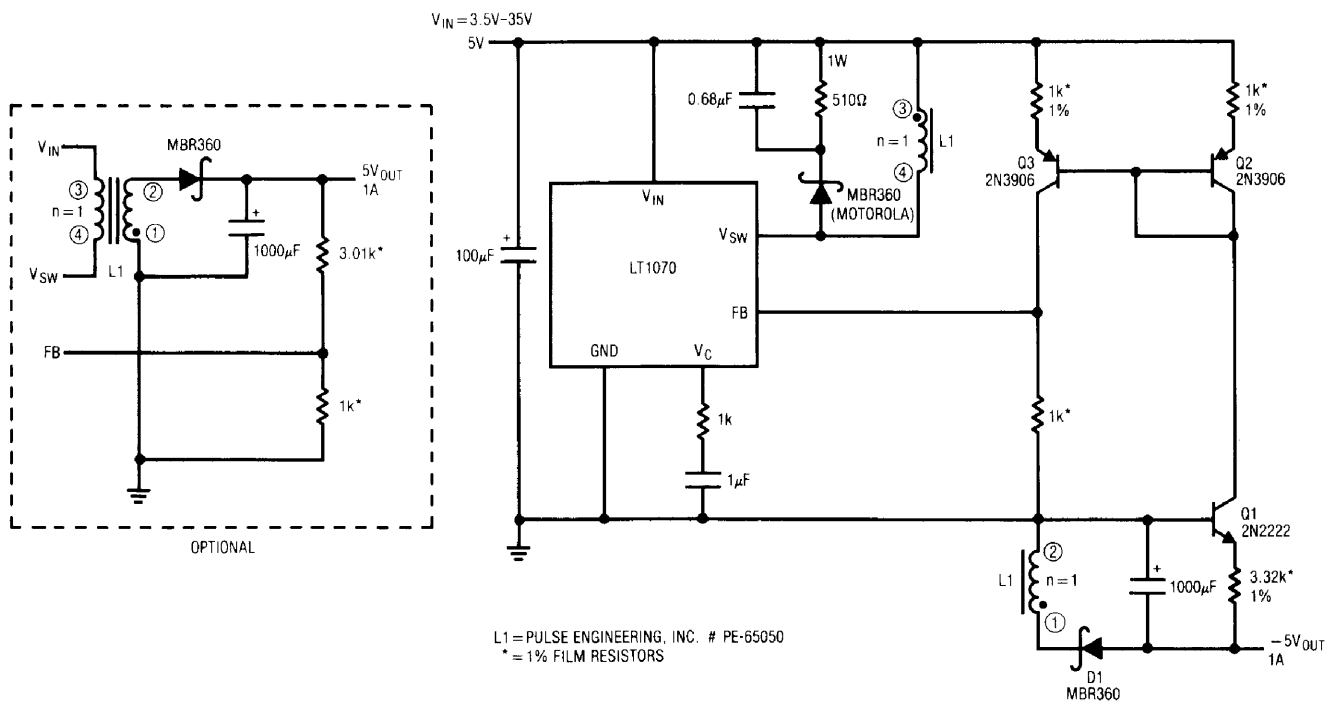 V_IN = 3.5V–35V
5V
1W
510Ω
0.68µF
③
n = 1
④
L1
1k*
1%
1k*
1%
Q3
2N3906
Q2
2N3906
MBR360
(MOTOROLA)
V_IN
V_SW
LT1070
FB
GND
V_C
+
100µF
1k
1µF
1k*
Q1
2N2222
②
L1
n = 1
①
+
1000µF
3.32k*
1%
D1
MBR360
–5V_OUT
1A
V_IN
MBR360
③
②
n = 1
④
①
V_SW
L1
+
1000µF
5V_OUT
1A
3.01k*
FB
1k*
OPTIONAL
L1 = PULSE ENGINEERING, INC. # PE-65050
* = 1% FILM RESISTORS